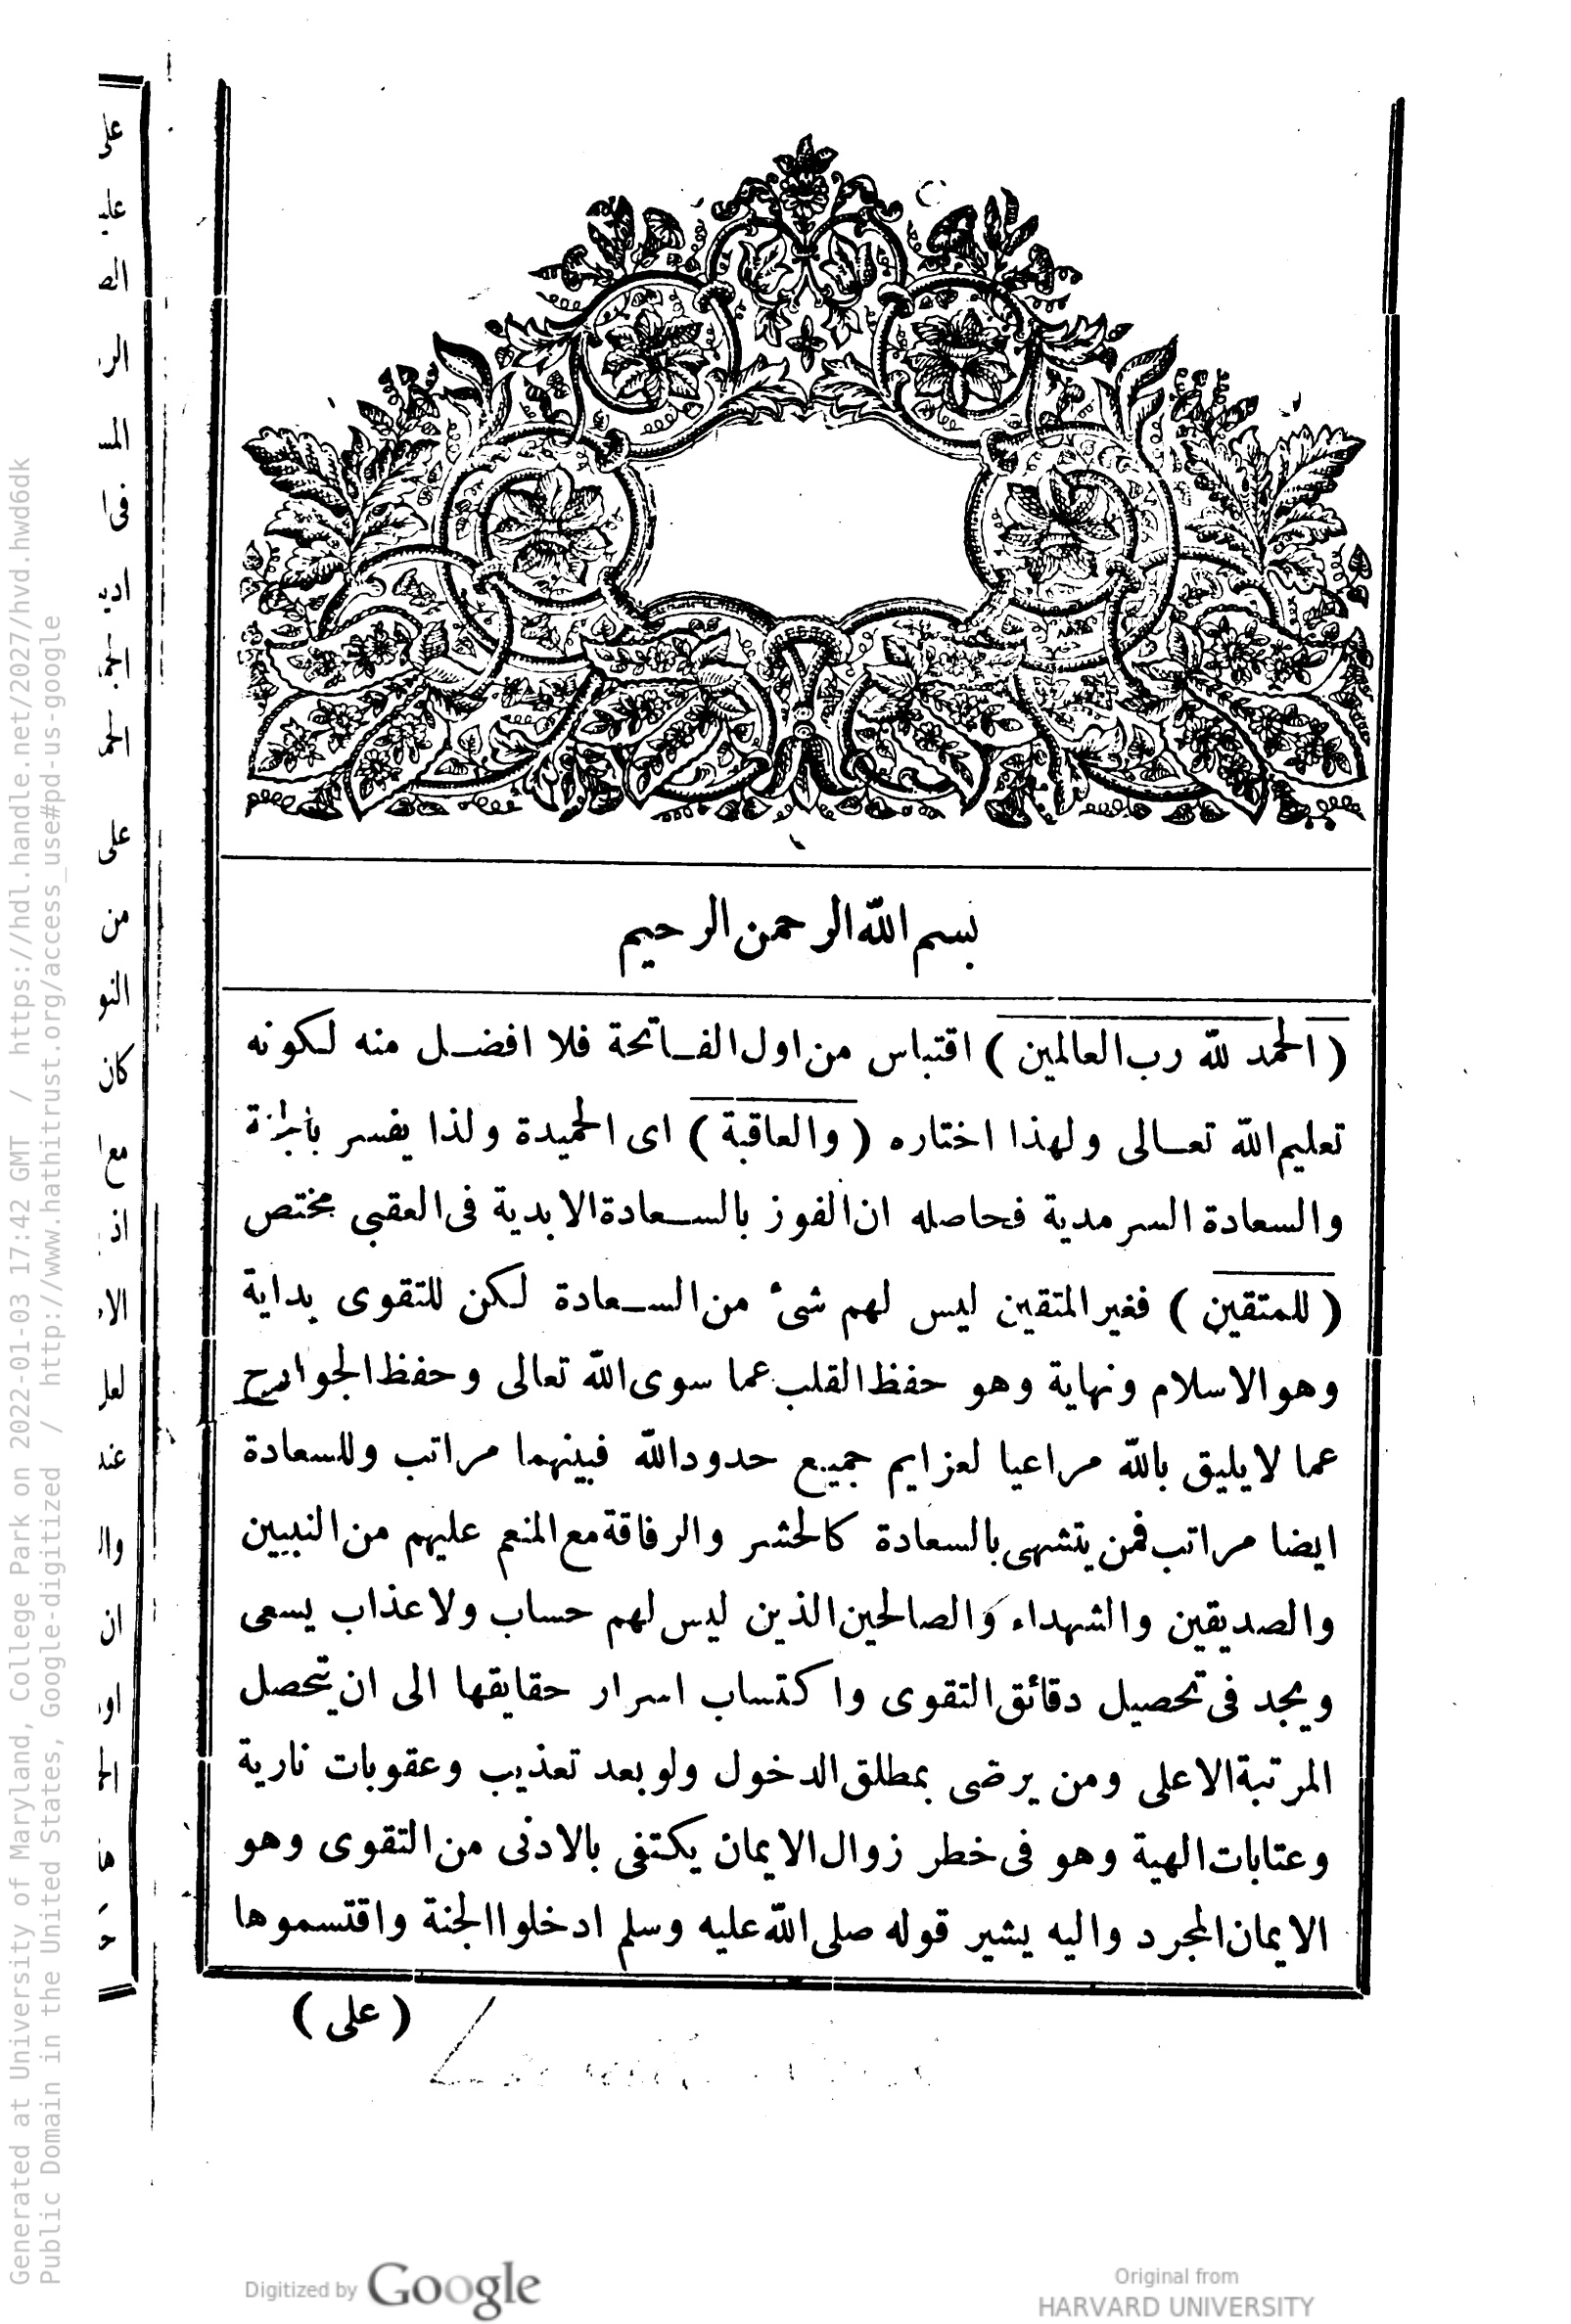 بسم الله الرحمن الرحيم
( الحمد لله رب العالمين ) اقتباس من اول الفاتحة فلا افضل منه لكونه
تعليم الله تعالى ولهذا اختاره ( والعاقبة ) اى الحميدة ولذا يفسر بالجنة
والسعادة السرمدية فحاصله ان الفوز بالسعادة الابدية فى العقبى مختص
( للمتقين ) فغير المتقين ليس لهم شئ من السعادة لكن للتقوى بداية
وهو الاسلام ونهاية وهو حفظ القلب عما سوى الله تعالى وحفظ الجوارح
عما لا يليق بالله مراعيا لعزايم جميع حدود الله فبينهما مراتب وللسعادة
ايضا مراتب فمن يتشهى بالسعادة كالحشر والرفاقة مع المنعم عليهم من النبيين
والصديقين والشهداء والصالحين الذين ليس لهم حساب ولا عذاب يسعى
ويجد فى تحصيل دقائق التقوى واكتساب اسرار حقايقها الى ان يتحصل
المرتبة الاعلى ومن يرضى بمطلق الدخول ولو بعد تعذيب وعقوبات نارية
وعتابات الهية وهو فى خطر زوال الايمان يكتفى بالادنى من التقوى وهو
الايمان المجرد واليه يشير قوله صلى الله عليه وسلم ادخلوا الجنة واقتسموها
( على )
على
الص
الر
المس
فى
على
من
النو
كان
مع
اذ
لعل
عند
وال
ان
Generated at University of Maryland, College Park on 2022-01-03 17:42 GMT / https://hdl.handle.net/2027/hvd.hwd6dk
Public Domain in the United States, Google-digitized / http://www.hathitrust.org/access_use#pd-us-google
Digitized by Google
Original from
HARVARD UNIVERSITY